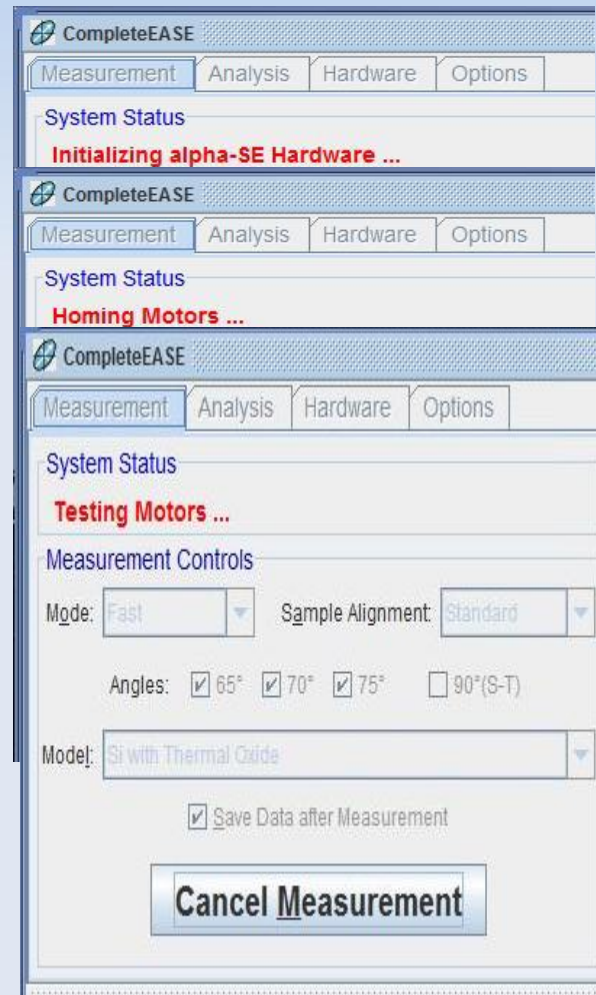 CompleteEASE
Measurement Analysis Hardware Options
System Status
Initializing alpha-SE Hardware ...
CompleteEASE
Measurement Analysis Hardware Options
System Status
Homing Motors ...
CompleteEASE
Measurement Analysis Hardware Options
System Status
Testing Motors ...
Measurement Controls
Mode: Fast Sample Alignment: Standard
Angles: 65° 70° 75° 90°(S-T)
Model: Si with Thermal Oxide
Save Data after Measurement
Cancel Measurement